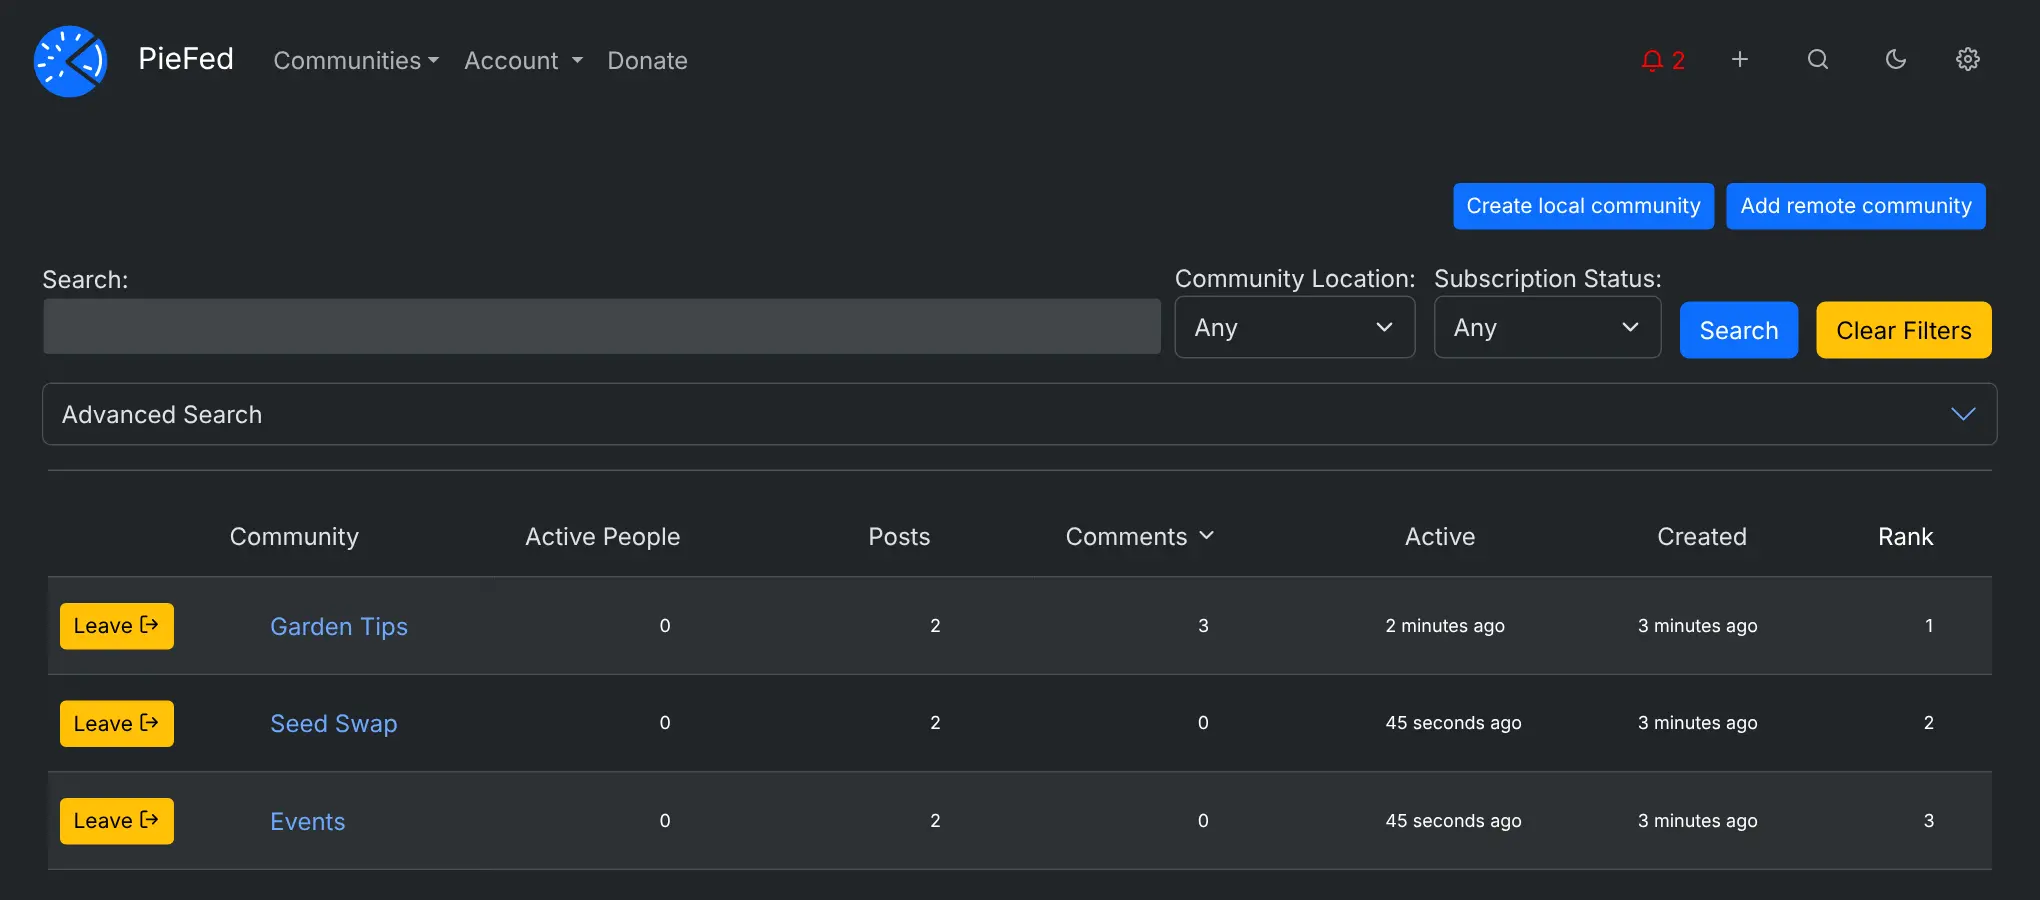 PieFed Communities Account Donate 2
Create local community Add remote community
Search: Community Location: Subscription Status:
Any Any Search Clear Filters
Advanced Search
Community Active People Posts Comments Active Created Rank
Leave Garden Tips 0 2 3 2 minutes ago 3 minutes ago 1
Leave Seed Swap 0 2 0 45 seconds ago 3 minutes ago 2
Leave Events 0 2 0 45 seconds ago 3 minutes ago 3